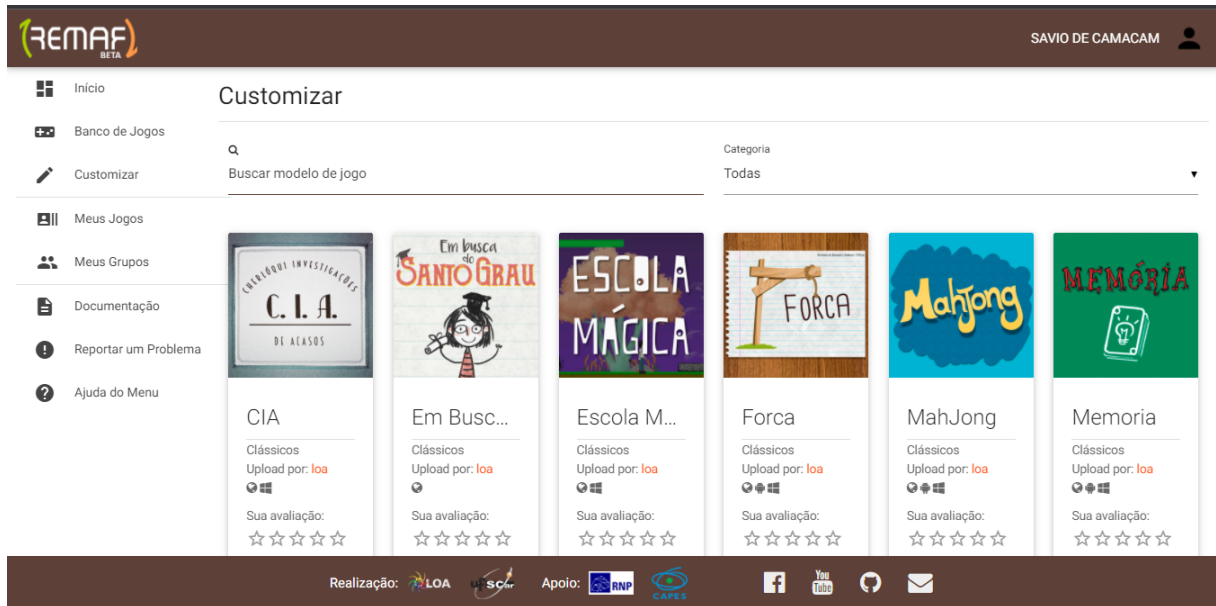 REMAF
BETA
SAVIO DE CAMACAM
Início
Banco de Jogos
Customizar
Meus Jogos
Meus Grupos
Documentação
Reportar um Problema
Ajuda do Menu
Customizar
Buscar modelo de jogo
Categoria
Todas
CHERLÓQUI INVESTIGAÇÕES
C. I. A.
DE ACASOS
CIA
Clássicos
Upload por: loa
Sua avaliação:
Em busca
do
SANTO GRAU
Em Busc...
Clássicos
Upload por: loa
Sua avaliação:
ESCOLA
MÁGICA
Escola M...
Clássicos
Upload por: loa
Sua avaliação:
FORCA
Forca
Clássicos
Upload por: loa
Sua avaliação:
MahJong
MahJong
Clássicos
Upload por: loa
Sua avaliação:
MEMÓRIA
Memoria
Clássicos
Upload por: loa
Sua avaliação:
Realização: LOA ufscar Apoio: RNP CAPES You Tube